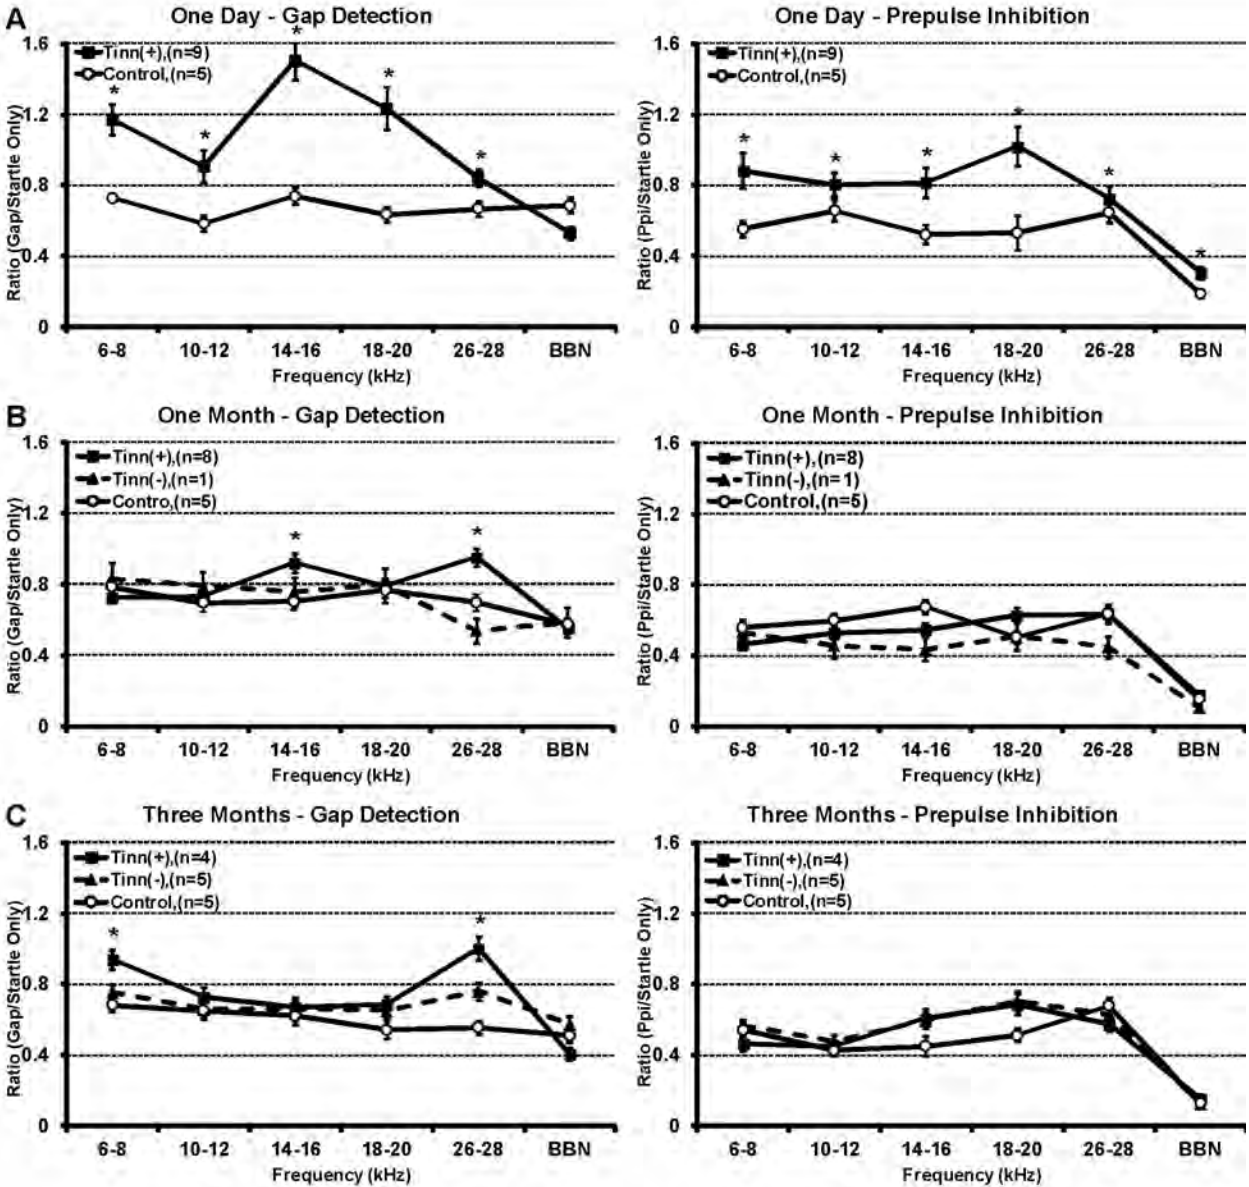 A
One Day - Gap Detection
1.6
1.2
0.8
0.4
0
Ratio (Gap/Startle Only)
Tinn(+),(n=9)
Control,(n=5)
*
*
*
*
*
6-8 10-12 14-16 18-20 26-28 BBN
Frequency (kHz)
One Day - Prepulse Inhibition
1.6
1.2
0.8
0.4
0
Ratio (Ppi/Startle Only)
Tinn(+),(n=9)
Control,(n=5)
*
*
*
*
*
*
6-8 10-12 14-16 18-20 26-28 BBN
Frequency (kHz)
B
One Month - Gap Detection
1.6
1.2
0.8
0.4
0
Ratio (Gap/Startle Only)
Tinn(+),(n=8)
Tinn(-),(n=1)
Contro,(n=5)
*
*
6-8 10-12 14-16 18-20 26-28 BBN
Frequency (kHz)
One Month - Prepulse Inhibition
1.6
1.2
0.8
0.4
0
Ratio (Ppi/Startle Only)
Tinn(+),(n=8)
Tinn(-),(n=1)
Control,(n=5)
6-8 10-12 14-16 18-20 26-28 BBN
Frequency (kHz)
C
Three Months - Gap Detection
1.6
1.2
0.8
0.4
0
Ratio (Gap/Startle Only)
Tinn(+),(n=4)
Tinn(-),(n=5)
Control,(n=5)
*
*
6-8 10-12 14-16 18-20 26-28 BBN
Frequency (kHz)
Three Months - Prepulse Inhibition
1.6
1.2
0.8
0.4
0
Ratio (Ppi/Startle Only)
Tinn(+),(n=4)
Tinn(-),(n=5)
Control,(n=5)
6-8 10-12 14-16 18-20 26-28 BBN
Frequency (kHz)